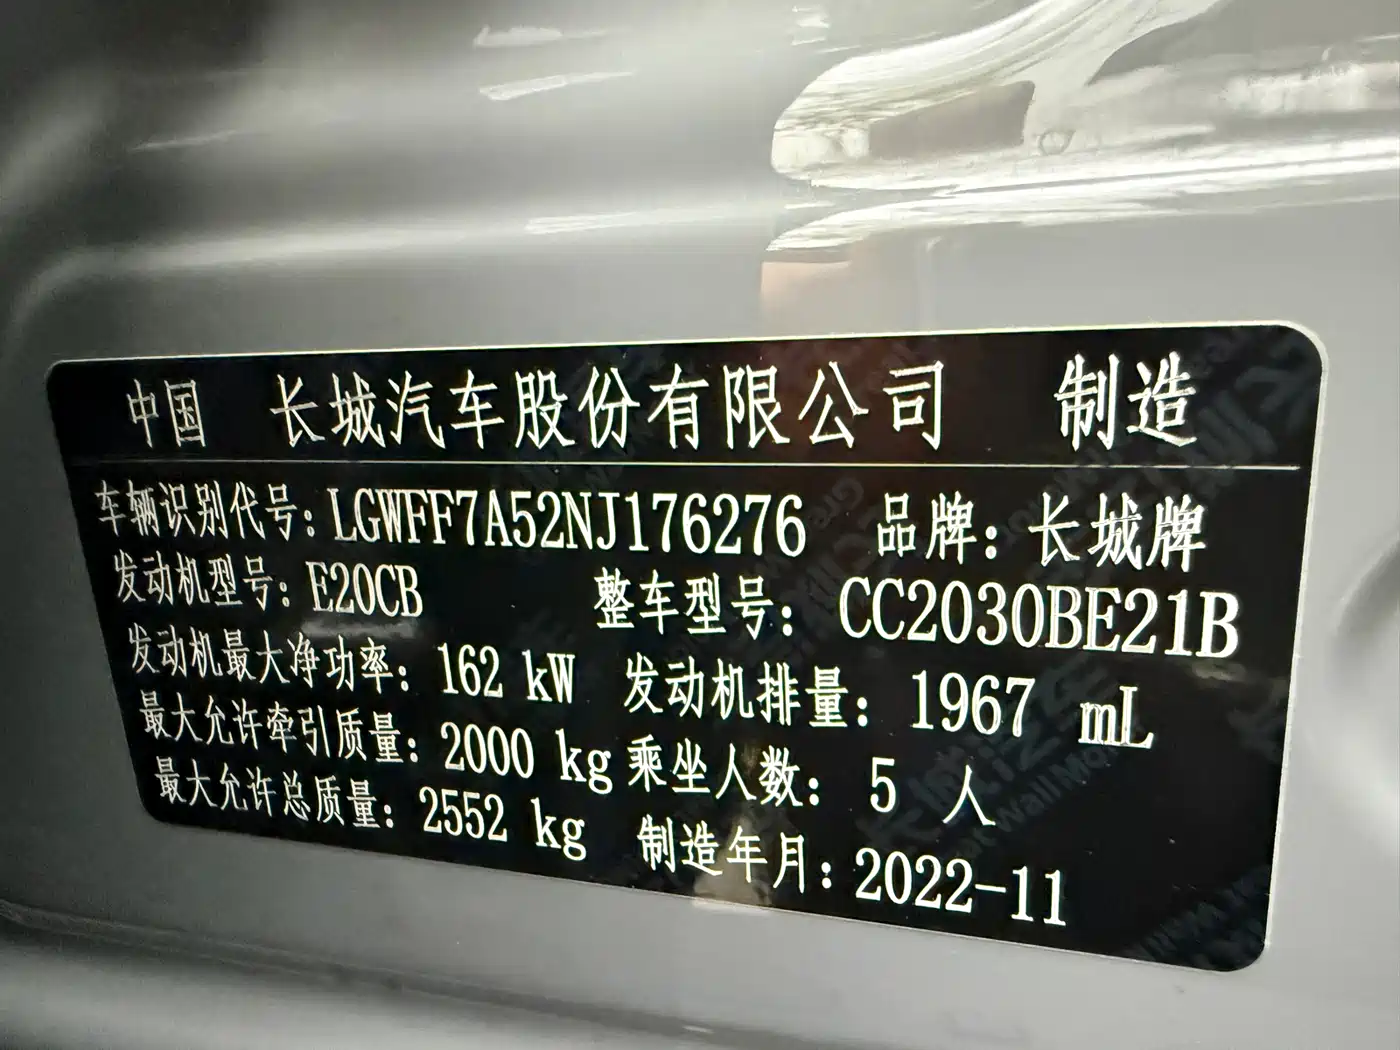 中国 长城汽车股份有限公司 制造
车辆识别代号：LGWFF7A52NJ176276 品牌：长城牌
发动机型号：E20CB 整车型号：CC2030BE21B
发动机最大净功率：162 kW 发动机排量：1967 mL
最大允许牵引质量：2000 kg 乘坐人数：5 人
最大允许总质量：2552 kg 制造年月：2022-11